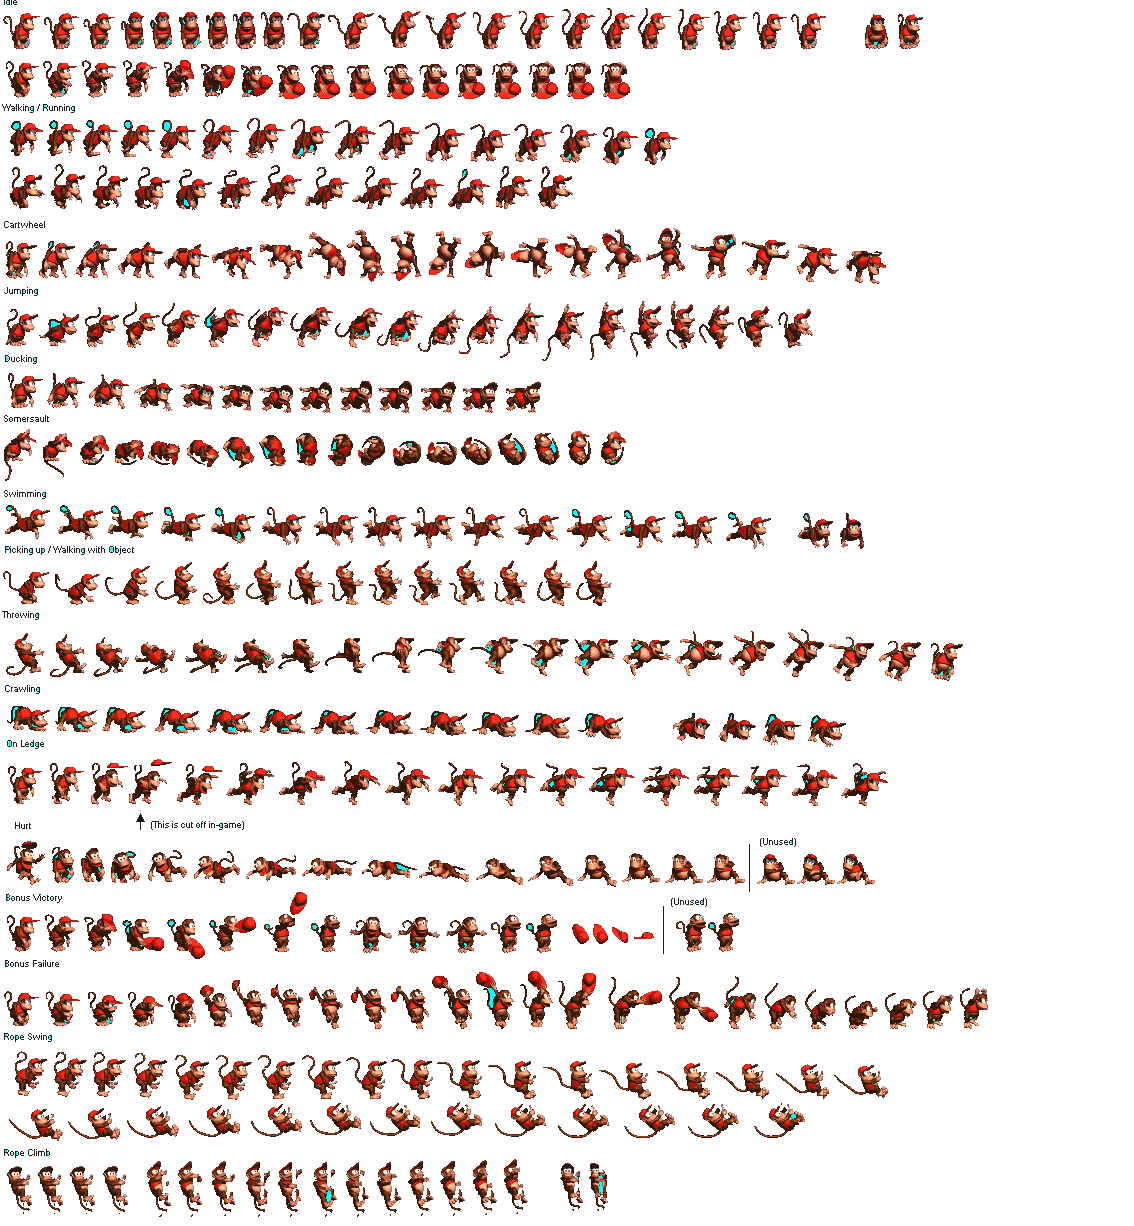 Idle
Walking / Running
Cartwheel
Jumping
Ducking
Somersault
Swimming
Picking up / Walking with Object
Throwing
Crawling
On Ledge
(This is cut off in-game)
Hurt
(Unused)
Bonus Victory
(Unused)
Bonus Failure
Rope Swing
Rope Climb